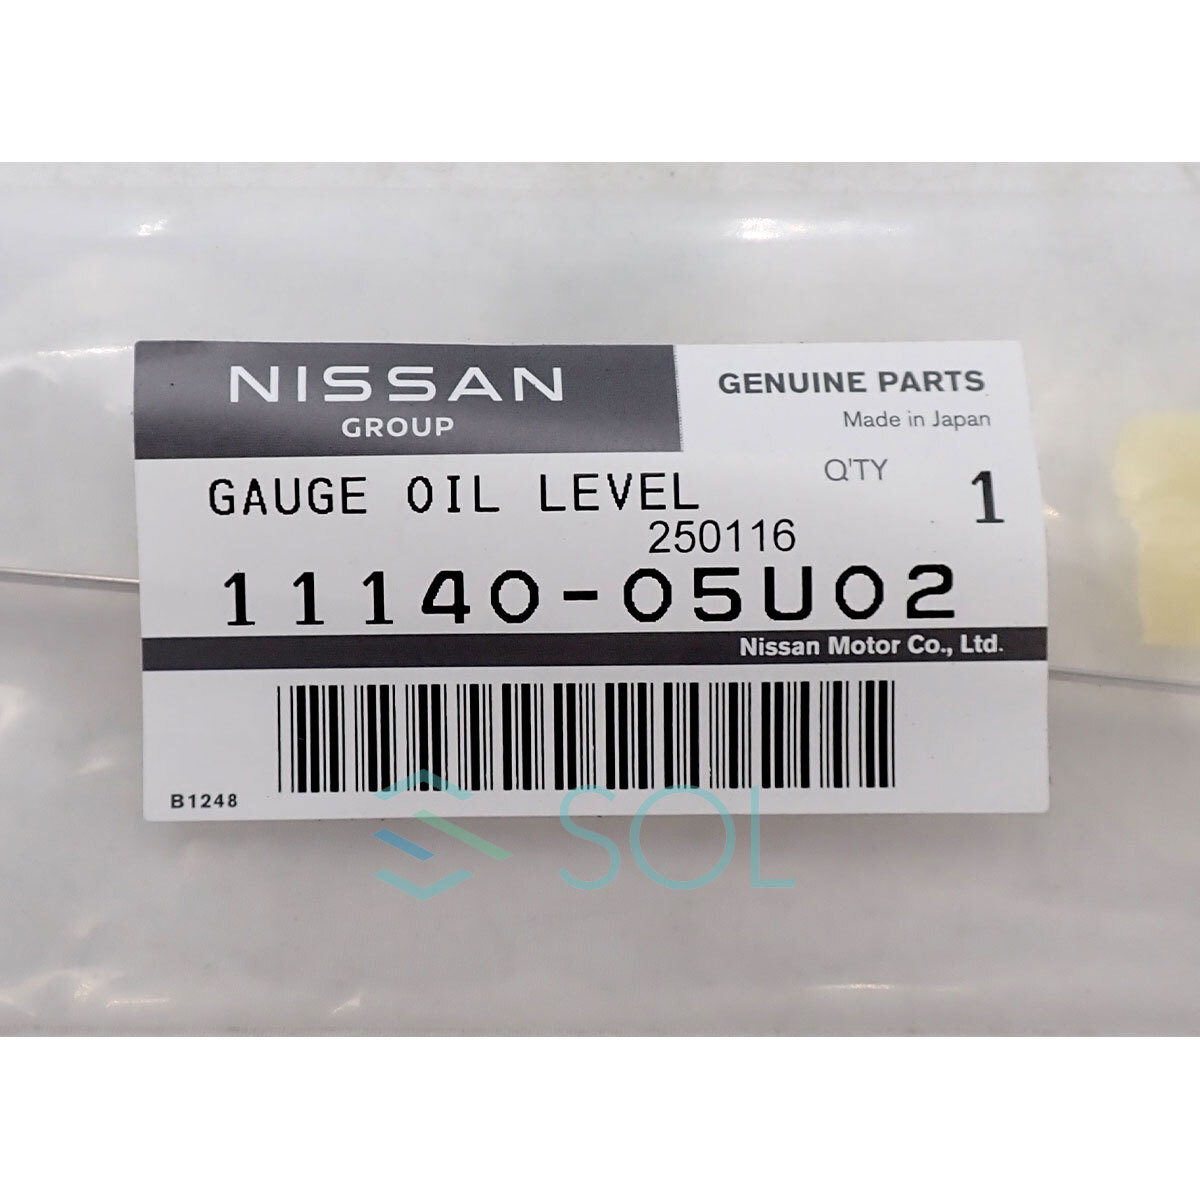 NISSAN
GROUP
GENUINE PARTS
Made in Japan
GAUGE OIL LEVEL
Q'TY 1
250116
11140-05U02
Nissan Motor Co., Ltd.
B1248
SOL